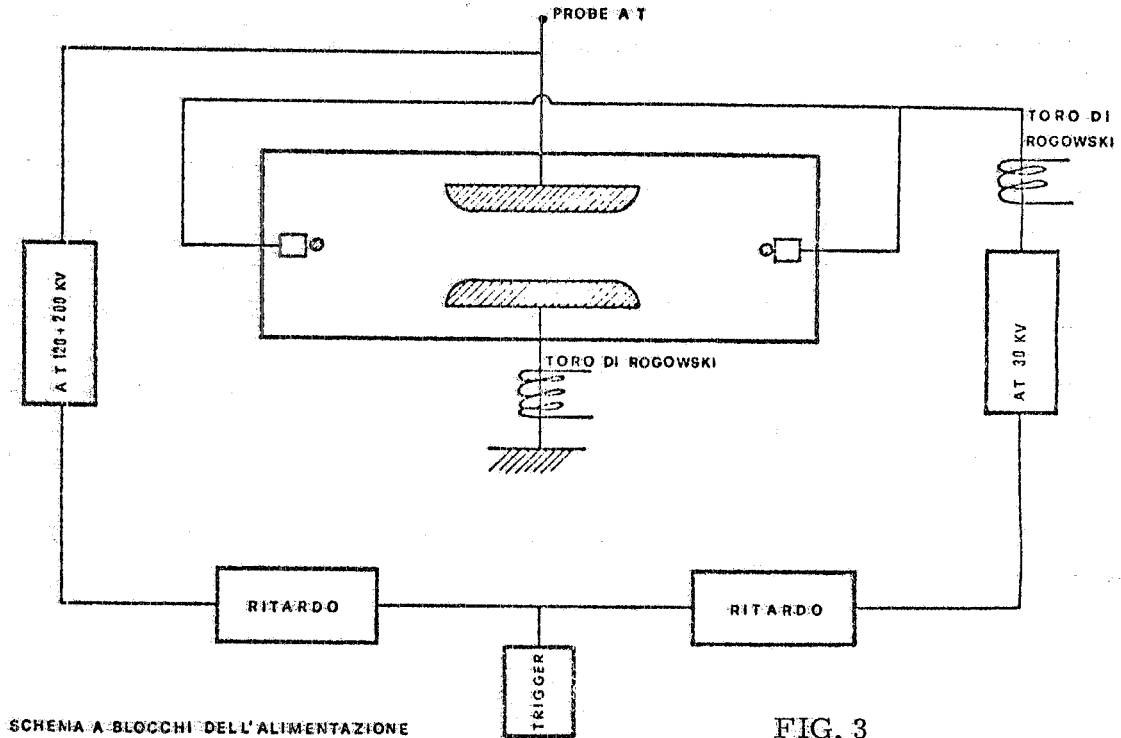 PROBE A T
TORO DI
ROGOWSKI
A T 120 ÷ 200 KV
TORO DI ROGOWSKI
AT 30 KV
RITARDO
RITARDO
TRIGGER
SCHEMA A BLOCCHI DELL'ALIMENTAZIONE
FIG. 3